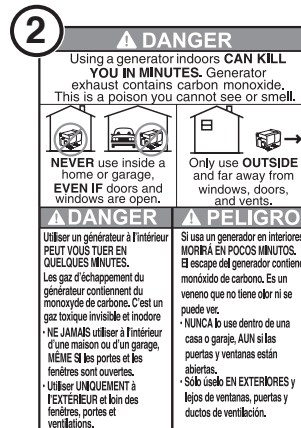 2
DANGER
Using a generator indoors CAN KILL
YOU IN MINUTES. Generator
exhaust contains carbon monoxide.
This is a poison you cannot see or smell.
NEVER use inside a
home or garage,
EVEN IF doors and
windows are open.
Only use OUTSIDE
and far away from
windows, doors,
and vents.
DANGER
Utiliser un générateur à l'intérieur
PEUT VOUS TUER EN
QUELQUES MINUTES.
Les gaz d'échappement du
générateur contiennent du
monoxyde de carbone. C'est un
gaz toxique invisible et inodore
· NE JAMAIS utiliser à l'intérieur
d'une maison ou d'un garage,
MÊME SI les portes et les
fenêtres sont ouvertes.
· Utiliser UNIQUEMENT à
l'EXTÉRIEUR et loin des
fenêtres, portes et
ventilations.
PELIGRO
Si usa un generador en interiores
MORIRÁ EN POCOS MINUTOS.
El escape del generador contiene
monóxido de carbono. Es un
veneno que no tiene olor ni se
puede ver.
· NUNCA lo use dentro de una
casa o garaje, AUN si las
puertas y ventanas están
abiertas.
· Sólo úselo EN EXTERIORES y
lejos de ventanas, puertas y
ductos de ventilación.